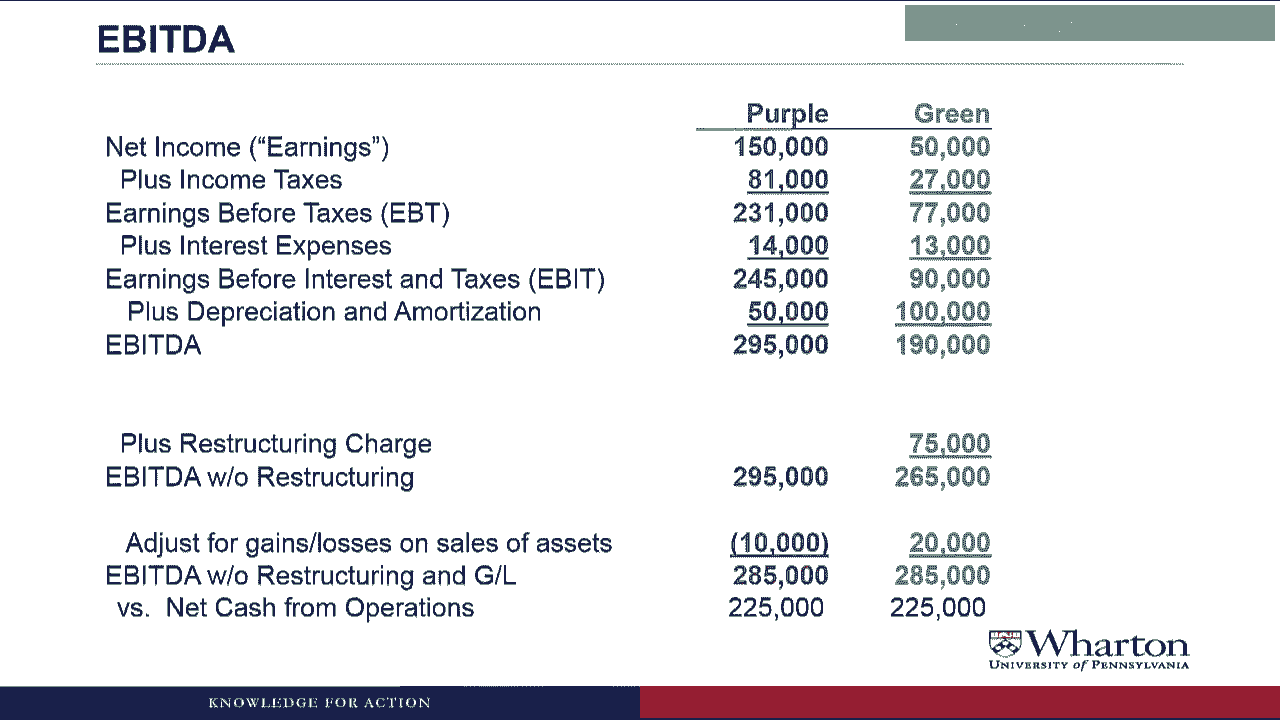 EBITDA
Purple Green
Net Income (“Earnings”) 150,000 50,000
Plus Income Taxes 81,000 27,000
Earnings Before Taxes (EBT) 231,000 77,000
Plus Interest Expenses 14,000 13,000
Earnings Before Interest and Taxes (EBIT) 245,000 90,000
Plus Depreciation and Amortization 50,000 100,000
EBITDA 295,000 190,000
Plus Restructuring Charge 75,000
EBITDA w/o Restructuring 295,000 265,000
Adjust for gains/losses on sales of assets (10,000) 20,000
EBITDA w/o Restructuring and G/L 285,000 285,000
vs. Net Cash from Operations 225,000 225,000
Wharton
UNIVERSITY of PENNSYLVANIA
KNOWLEDGE FOR ACTION